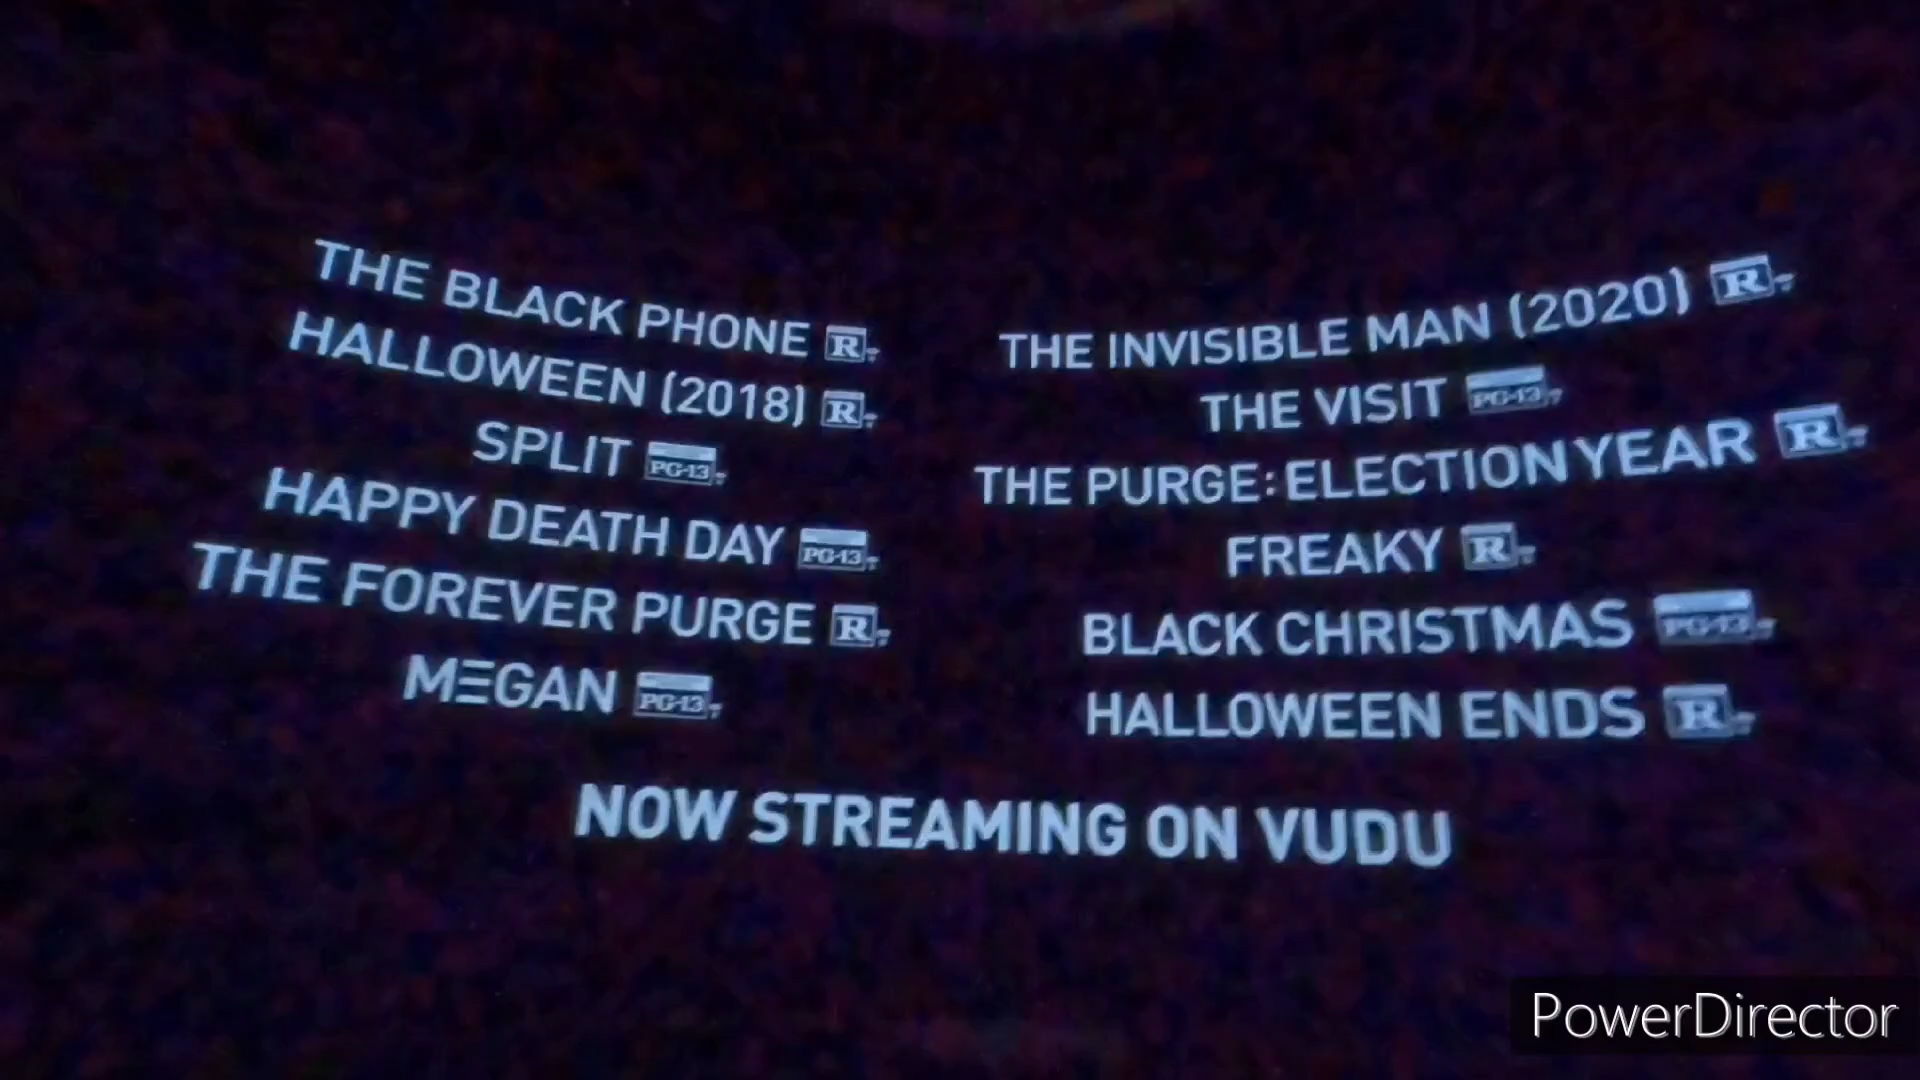 THE BLACK PHONE R
HALLOWEEN (2018) R
SPLIT PG-13
HAPPY DEATH DAY PG-13
THE FOREVER PURGE R
MEGAN PG-13
THE INVISIBLE MAN (2020) R
THE VISIT PG-13
THE PURGE: ELECTION YEAR R
FREAKY R
BLACK CHRISTMAS PG-13
HALLOWEEN ENDS R
NOW STREAMING ON VUDU
PowerDirector